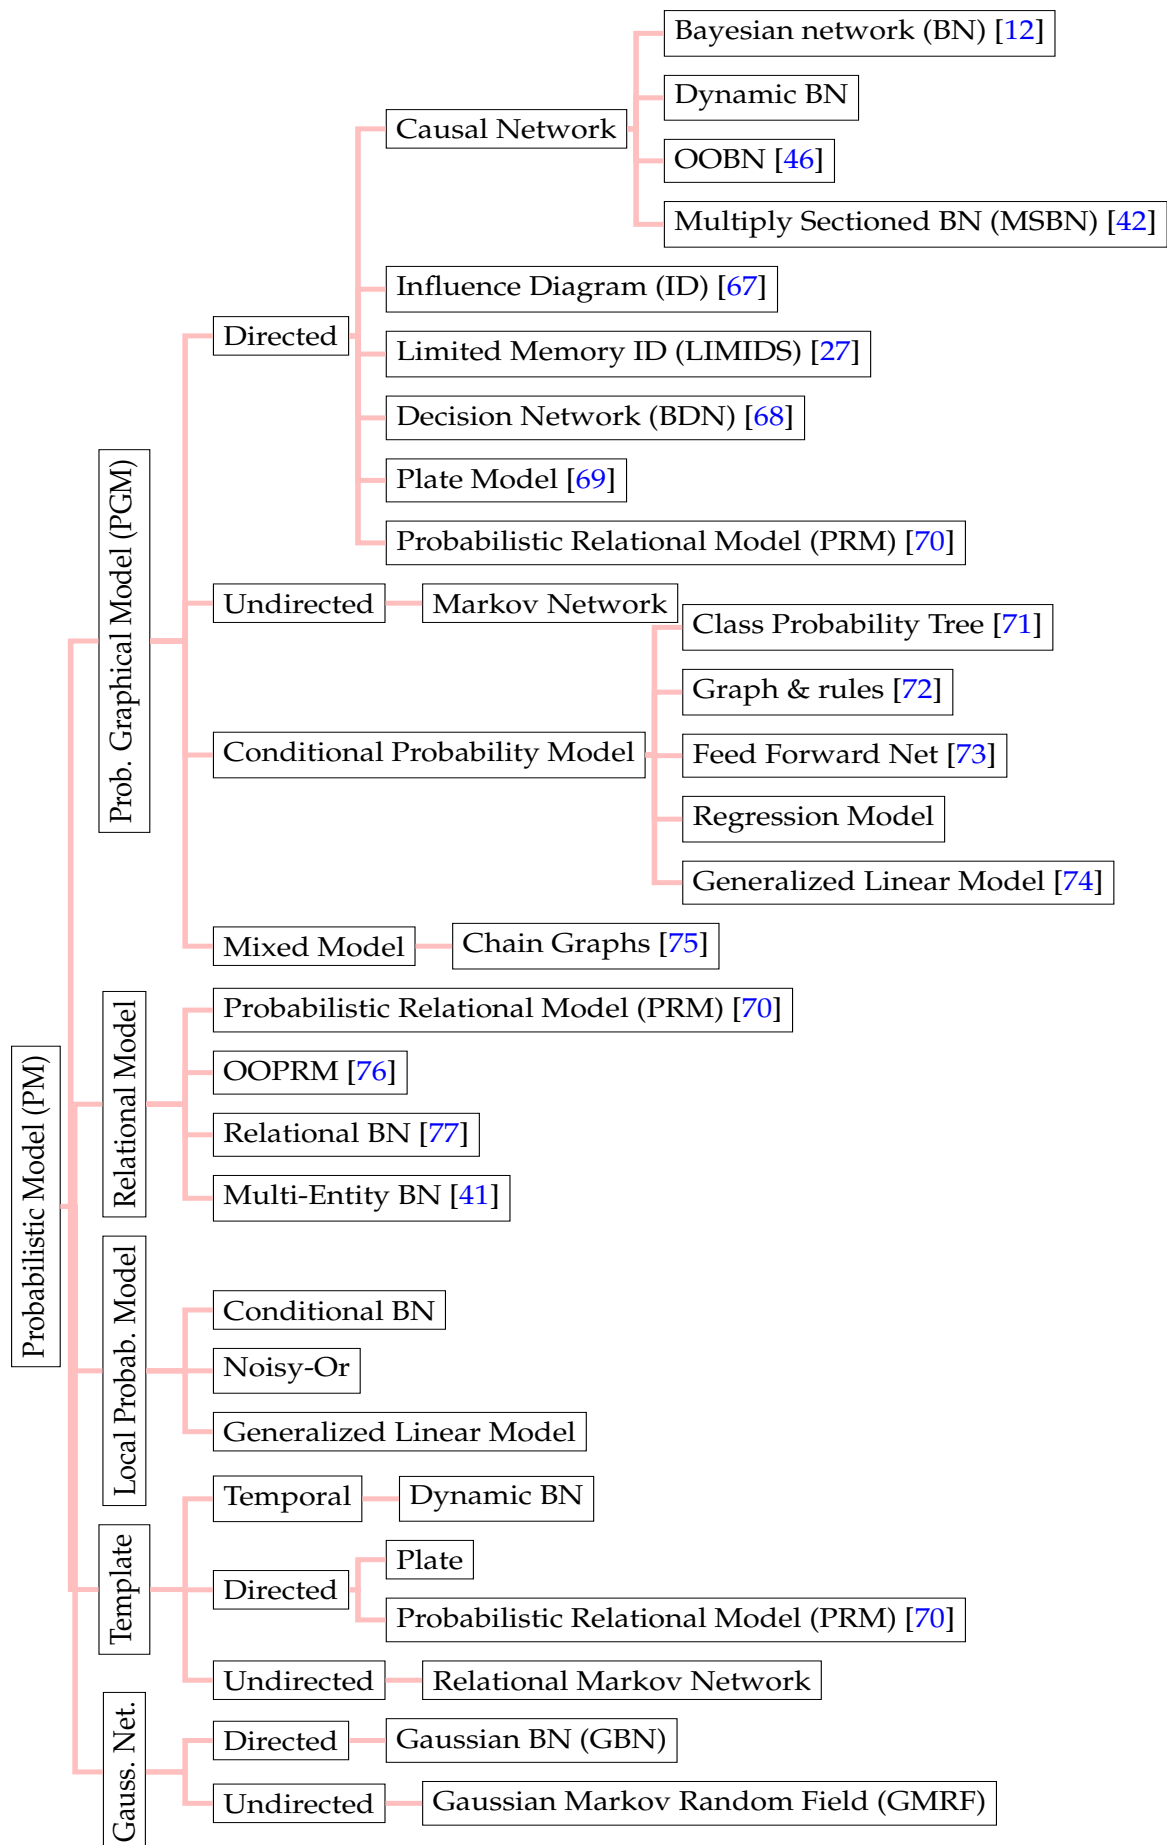 Probabilistic Model (PM)
Prob. Graphical Model (PGM)
Directed
Causal Network
Bayesian network (BN) [12]
Dynamic BN
OOBN [46]
Multiply Sectioned BN (MSBN) [42]
Influence Diagram (ID) [67]
Limited Memory ID (LIMIDS) [27]
Decision Network (BDN) [68]
Plate Model [69]
Probabilistic Relational Model (PRM) [70]
Undirected
Markov Network
Conditional Probability Model
Class Probability Tree [71]
Graph & rules [72]
Feed Forward Net [73]
Regression Model
Generalized Linear Model [74]
Mixed Model
Chain Graphs [75]
Relational Model
Probabilistic Relational Model (PRM) [70]
OOPRM [76]
Relational BN [77]
Multi-Entity BN [41]
Local Probab. Model
Conditional BN
Noisy-Or
Generalized Linear Model
Template
Temporal
Dynamic BN
Directed
Plate
Probabilistic Relational Model (PRM) [70]
Undirected
Relational Markov Network
Gauss. Net.
Directed
Gaussian BN (GBN)
Undirected
Gaussian Markov Random Field (GMRF)